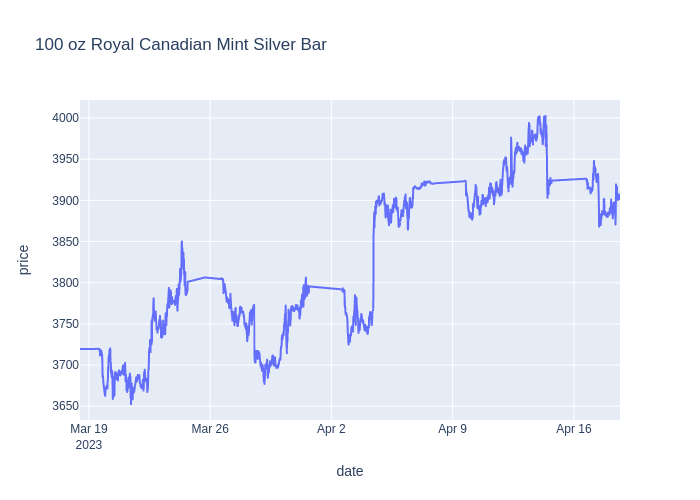 100 oz Royal Canadian Mint Silver Bar
4000
3950
3900
3850
3800
3750
3700
3650
price
Mar 19
2023
Mar 26
Apr 2
Apr 9
Apr 16
date